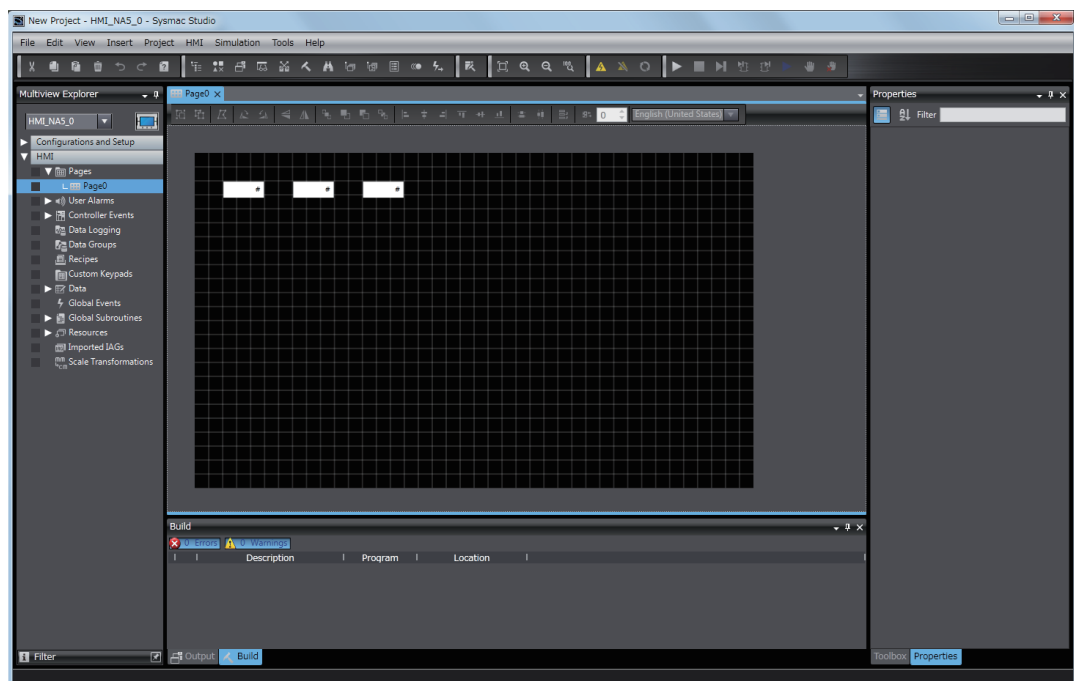 New Project - HMI_NA5_0 - Sysmac Studio
File Edit View Insert Project HMI Simulation Tools Help
Multiview Explorer
Page0
Properties
HMI_NA5_0
0
English (United States)
Filter
Configurations and Setup
HMI
Pages
Page0
User Alarms
Controller Events
Data Logging
Data Groups
Recipes
Custom Keypads
Data
Global Events
Global Subroutines
Resources
Imported IAGs
Scale Transformations
# # #
Build
0 Errors 0 Warnings
Description Program Location
Filter
Output Build
Toolbox Properties